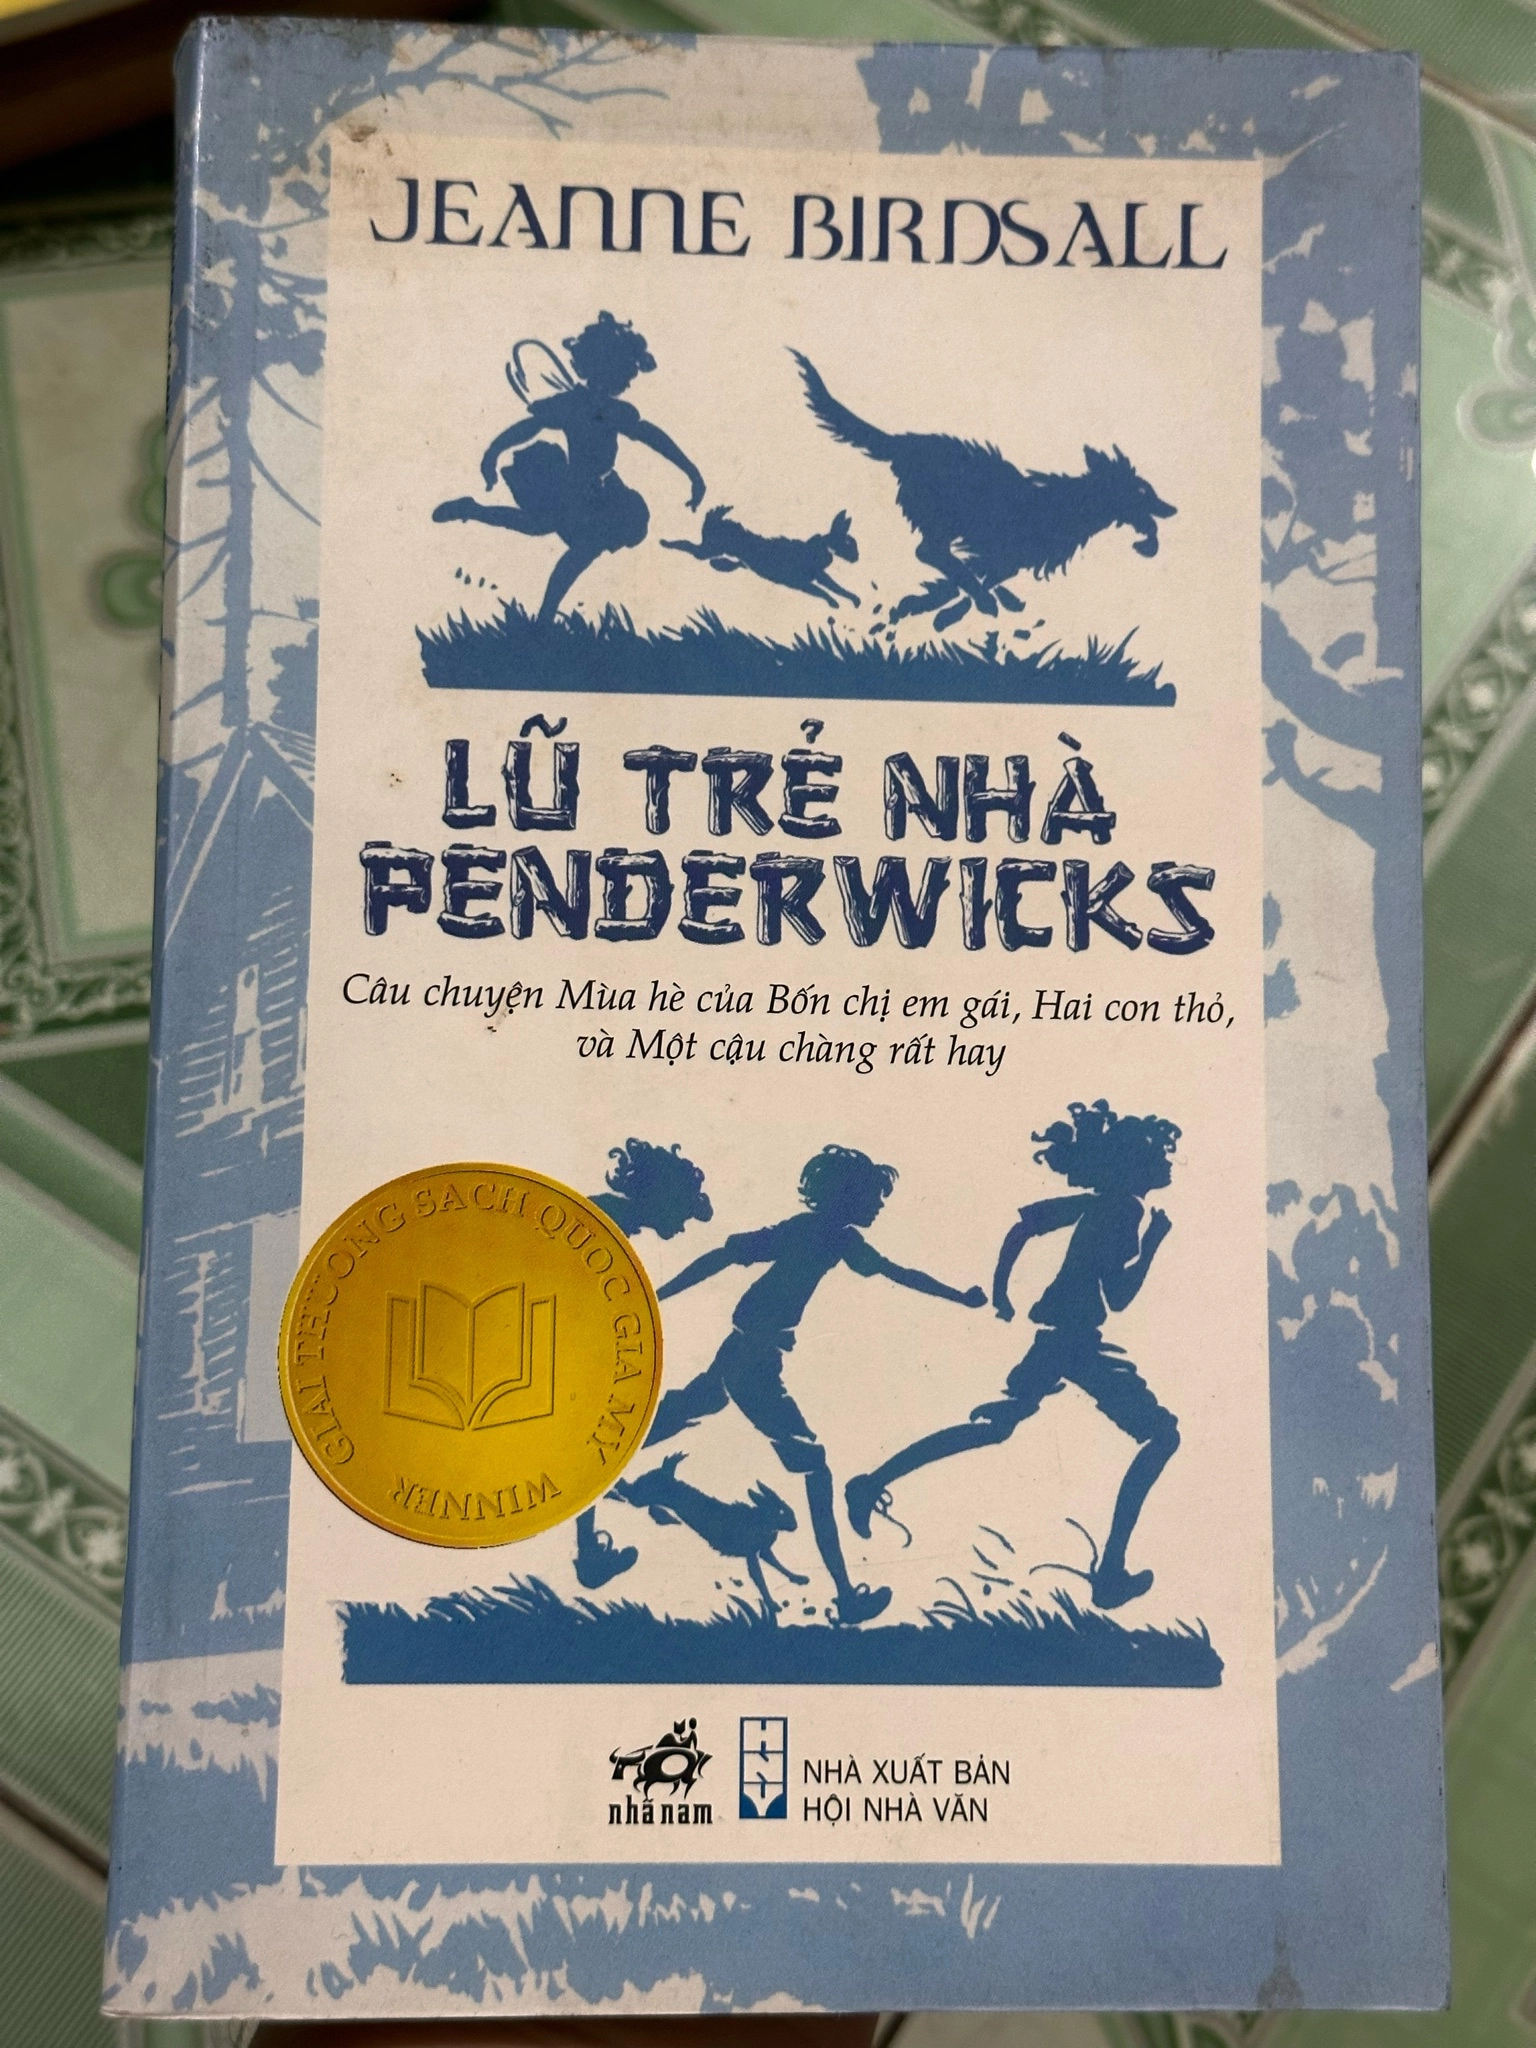 JEANNE BIRDSALL
LŨ TRẺ NHÀ
PENDERWICKS
Câu chuyện Mùa hè của Bốn chị em gái, Hai con thỏ,
và Một cậu chàng rất hay
GIẢI THƯỞNG SÁCH QUỐC GIA MỸ
WINNER
nhã nam
NHÀ XUẤT BẢN
HỘI NHÀ VĂN